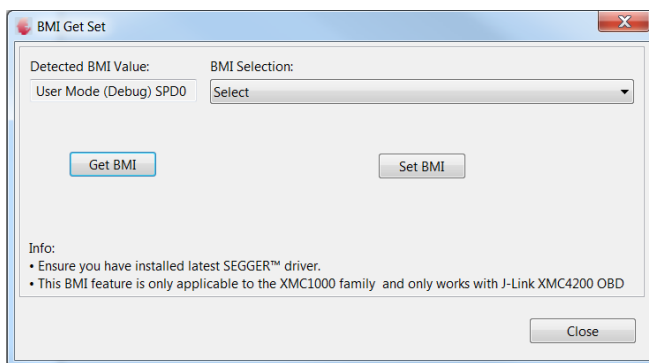 BMI Get Set
Detected BMI Value: BMI Selection:
User Mode (Debug) SPD0 Select
Get BMI Set BMI
Info:
• Ensure you have installed latest SEGGER™ driver.
• This BMI feature is only applicable to the XMC1000 family and only works with J-Link XMC4200 OBD
Close